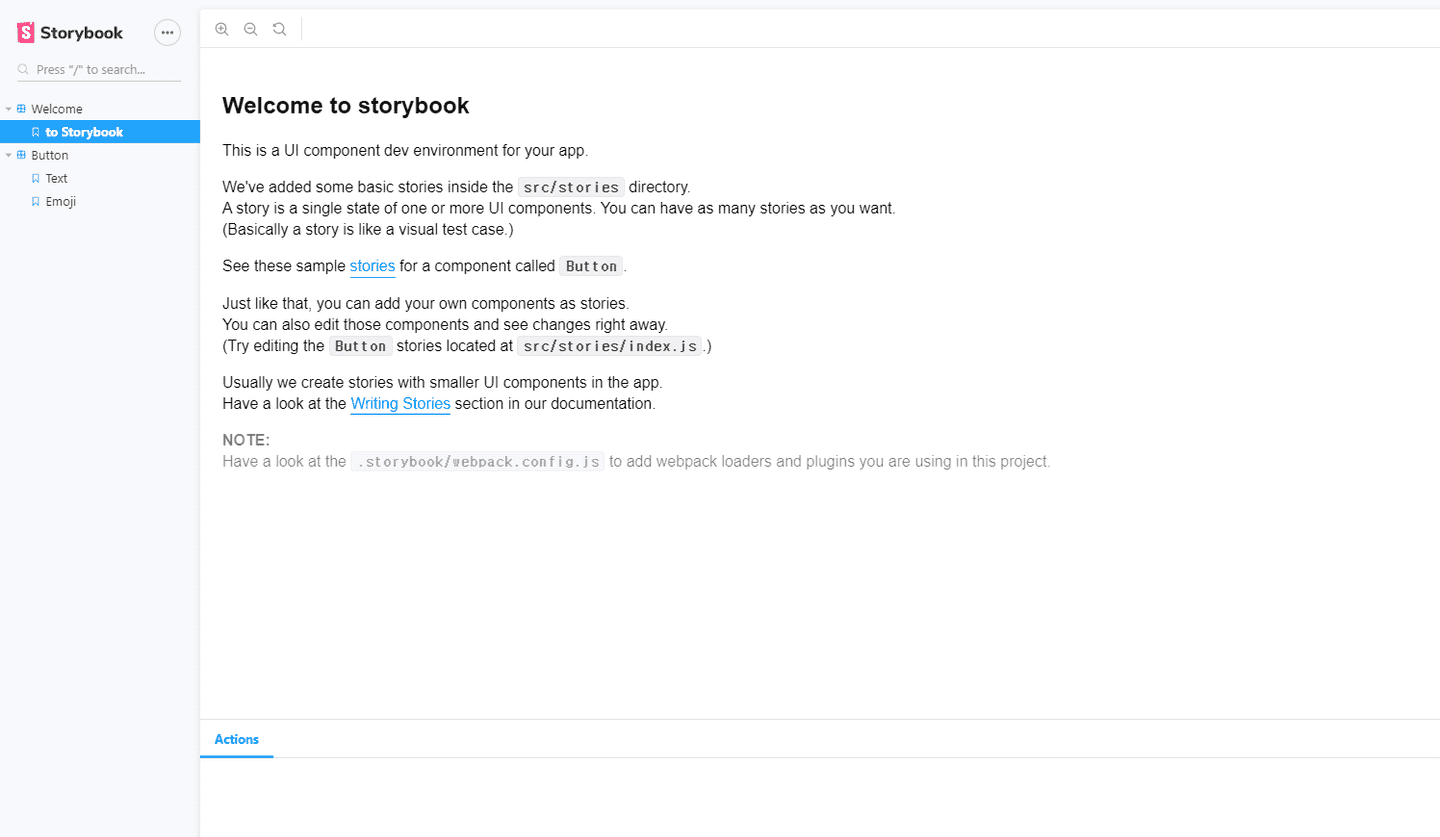 Storybook
Press "/" to search...
Welcome
to Storybook
Button
Text
Emoji
Welcome to storybook
This is a UI component dev environment for your app.
We've added some basic stories inside the src/stories directory.
A story is a single state of one or more UI components. You can have as many stories as you want.
(Basically a story is like a visual test case.)
See these sample stories for a component called Button.
Just like that, you can add your own components as stories.
You can also edit those components and see changes right away.
(Try editing the Button stories located at src/stories/index.js.)
Usually we create stories with smaller UI components in the app.
Have a look at the Writing Stories section in our documentation.
NOTE:
Have a look at the .storybook/webpack.config.js to add webpack loaders and plugins you are using in this project.
Actions